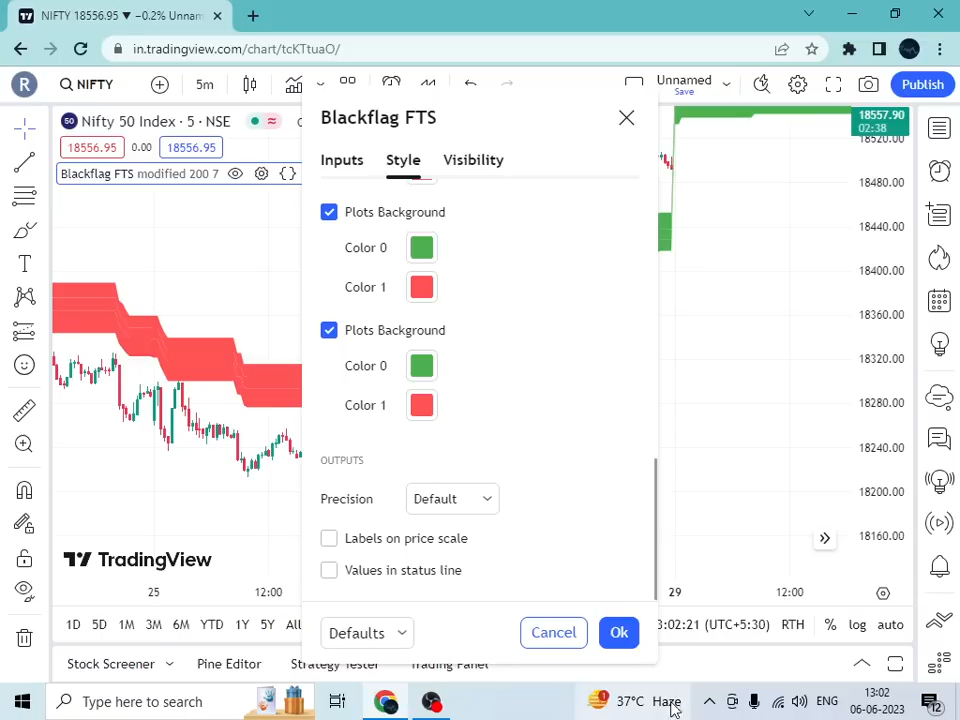 NIFTY 18556.95 ▼ −0.2% Unnam
in.tradingview.com/chart/tcKTtuaO/
R
NIFTY
5m
Unnamed
Save
Publish
50 Nifty 50 Index · 5 · NSE
18556.95 0.00 18556.95
Blackflag FTS modified 200 7
Blackflag FTS
Inputs Style Visibility
Plots Background
Color 0
Color 1
Plots Background
Color 0
Color 1
OUTPUTS
Precision Default
Labels on price scale
Values in status line
Defaults Cancel Ok
18557.90
02:38
18520.00
18480.00
18440.00
18400.00
18360.00
18320.00
18280.00
18240.00
18200.00
18160.00
TradingView
25 12:00 29 12:00
1D 5D 1M 3M 6M YTD 1Y 5Y All
3:02:21 (UTC+5:30) RTH % log auto
Stock Screener Pine Editor Strategy Tester Trading Panel
Type here to search
37°C Haze
ENG
13:02
06-06-2023
12